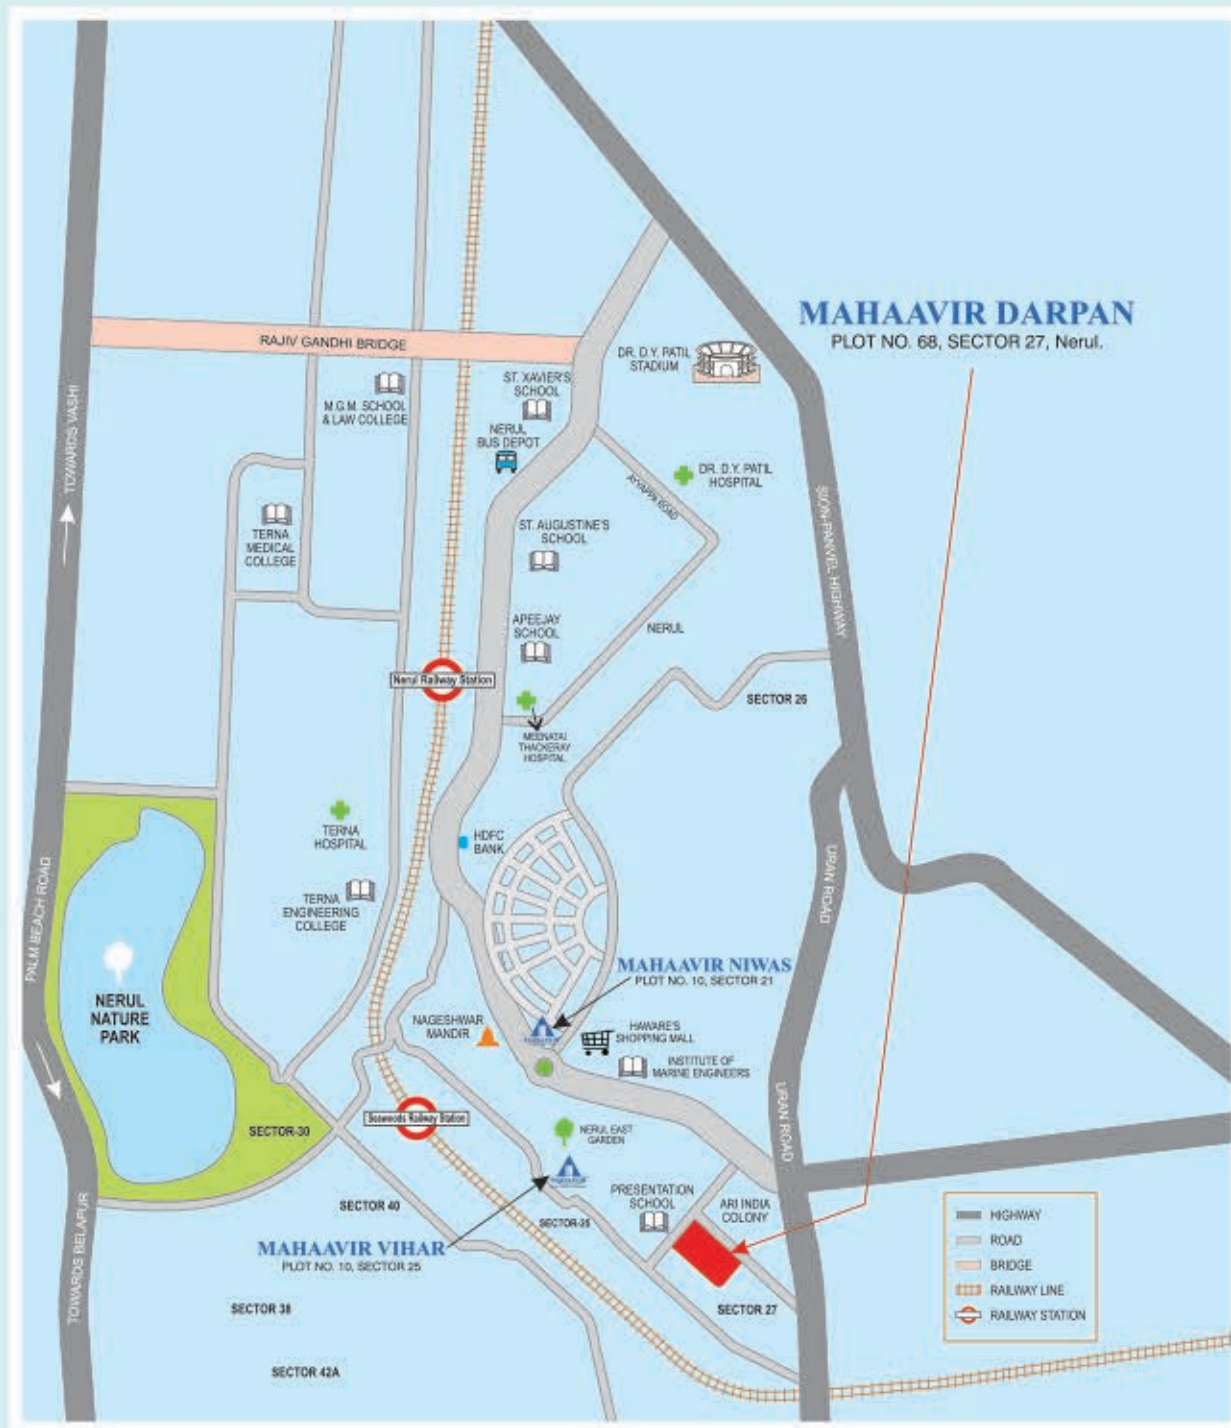 MAHAAVIR DARPAN
PLOT NO. 68, SECTOR 27, Nerul.
RAJIV GANDHI BRIDGE
TOWARDS VASHI
M.G.M. SCHOOL
& LAW COLLEGE
ST. XAVIER'S
SCHOOL
NERUL
BUS DEPOT
DR. D.Y. PATIL
STADIUM
DR. D.Y. PATIL
HOSPITAL
AYYAPPA ROAD
SION-PANVEL HIGHWAY
TERNA
MEDICAL
COLLEGE
ST. AUGUSTINE'S
SCHOOL
APEEJAY
SCHOOL
NERUL
Nerul Railway Station
SECTOR 26
MEENATAI
THACKERAY
HOSPITAL
TERNA
HOSPITAL
HDFC
BANK
URAN ROAD
TERNA
ENGINEERING
COLLEGE
PALM BEACH ROAD
NERUL
NATURE
PARK
MAHAAVIR NIWAS
PLOT NO. 10, SECTOR 21
NAGESHWAR
MANDIR
HAWARE'S
SHOPPING MALL
INSTITUTE OF
MARINE ENGINEERS
URAN ROAD
Seawoods Railway Station
SECTOR-30
NERUL EAST
GARDEN
PRESENTATION
SCHOOL
ARI INDIA
COLONY
SECTOR 40
SECTOR-25
MAHAAVIR VIHAR
PLOT NO. 10, SECTOR 25
TOWARDS BELAPUR
SECTOR 38
SECTOR 27
SECTOR 42A
HIGHWAY
ROAD
BRIDGE
RAILWAY LINE
RAILWAY STATION